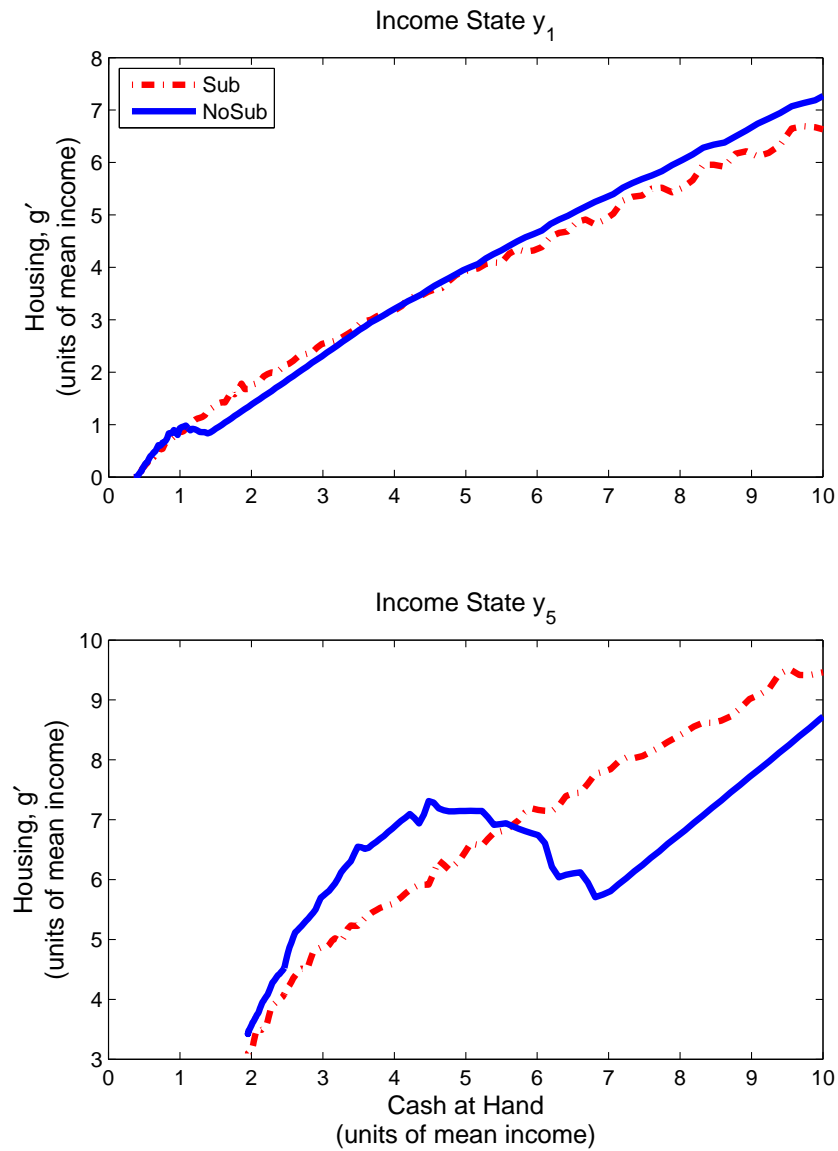 Income State y₁
Housing, g′
(units of mean income)
8
7
6
5
4
3
2
1
0
Sub
NoSub
0 1 2 3 4 5 6 7 8 9 10
Income State y₅
Housing, g′
(units of mean income)
10
9
8
7
6
5
4
3
0 1 2 3 4 5 6 7 8 9 10
Cash at Hand
(units of mean income)